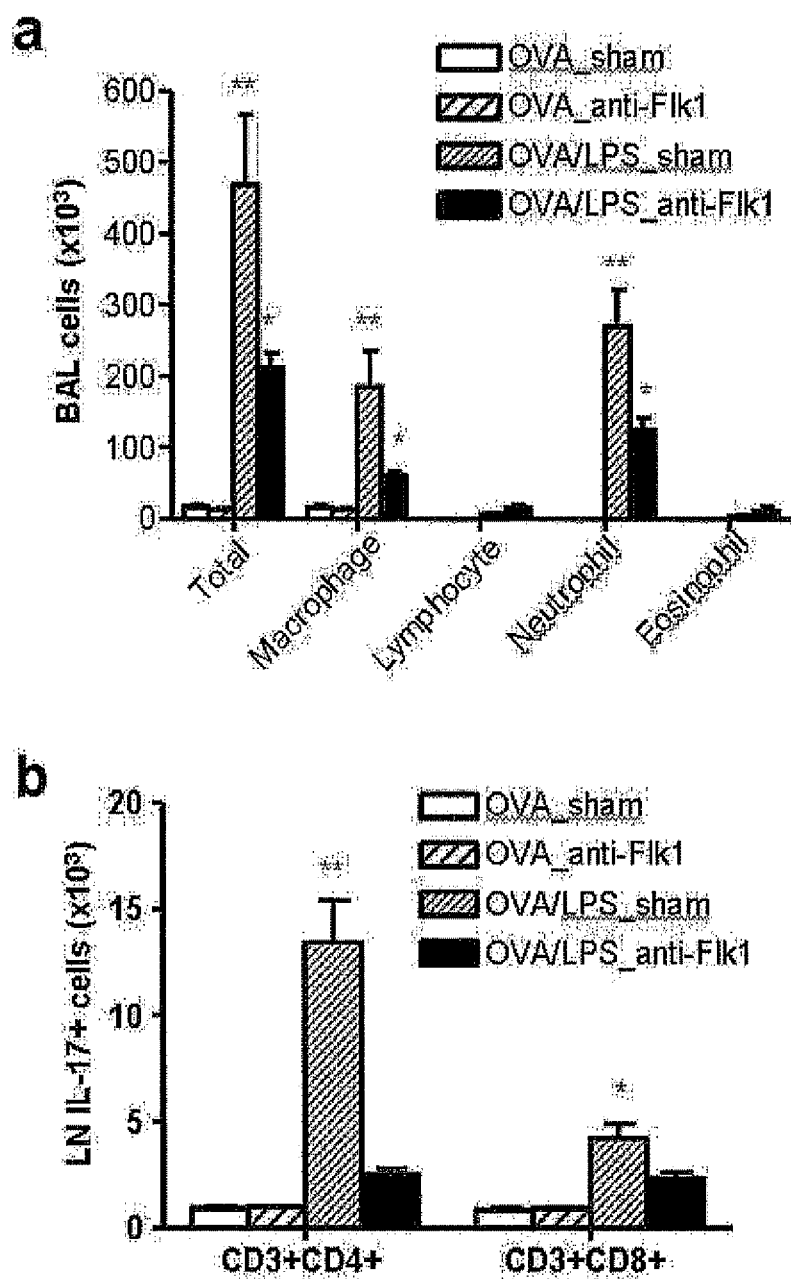 a
OVA_sham
OVA_anti-Flk1
OVA/LPS_sham
OVA/LPS_anti-Flk1
BAL cells (x10³)
600
500
400
300
200
100
0
**
*
**
*
**
*
Total
Macrophage
Lymphocyte
Neutrophil
Eosinophil
b
OVA_sham
OVA_anti-Flk1
OVA/LPS_sham
OVA/LPS_anti-Flk1
LN IL-17+ cells (x10³)
20
15
10
5
0
**
*
CD3+CD4+
CD3+CD8+